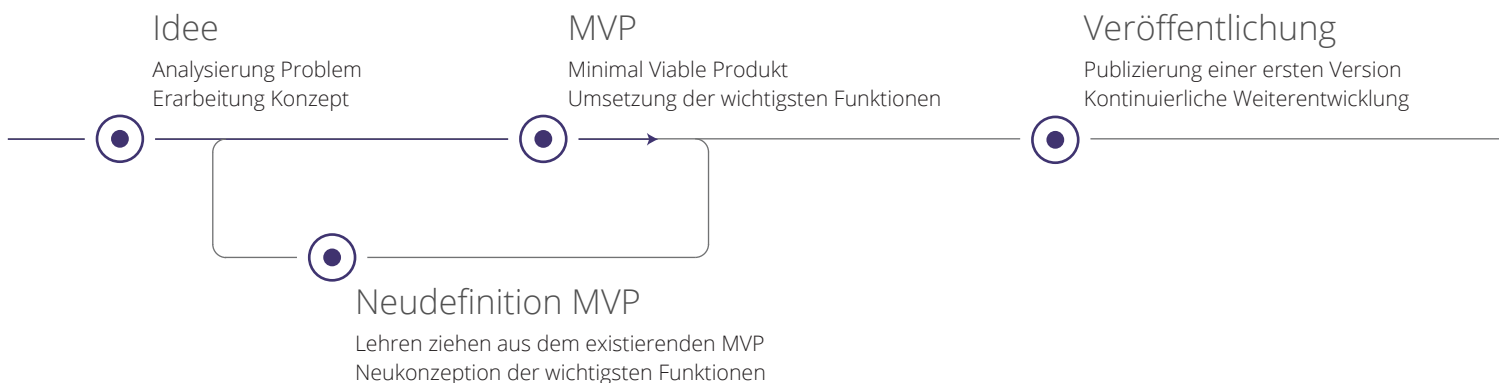 Idee
Analysierung Problem
Erarbeitung Konzept
MVP
Minimal Viable Produkt
Umsetzung der wichtigsten Funktionen
Veröffentlichung
Publizierung einer ersten Version
Kontinuierliche Weiterentwicklung
Neudefinition MVP
Lehren ziehen aus dem existierenden MVP
Neukonzeption der wichtigsten Funktionen